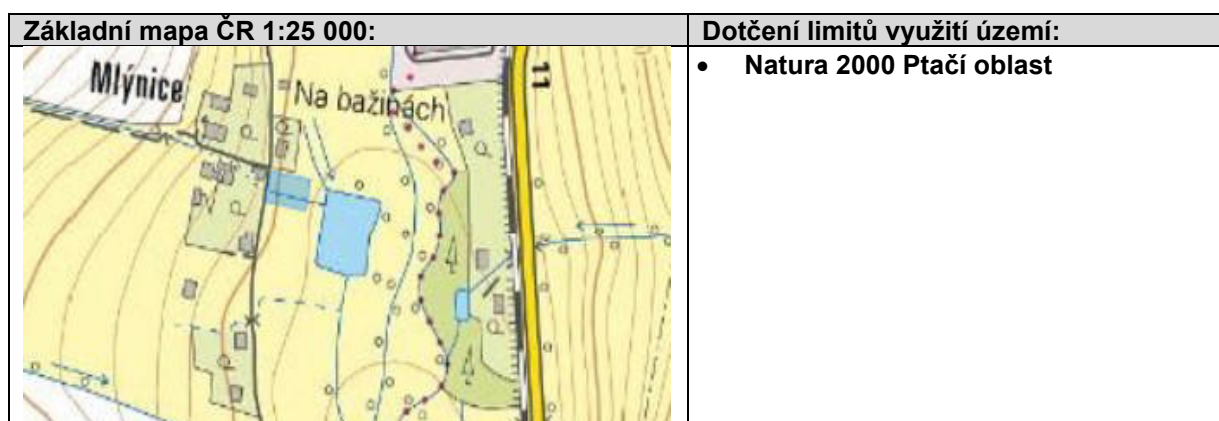 Základní mapa ČR 1:25 000:
Dotčení limitů využití území:
• Natura 2000 Ptačí oblast
Mlýnice
Na bažinách
11